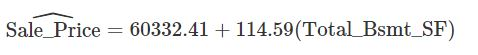 Sale_Price = 60332.41 + 114.59(Total_Bsmt_SF)